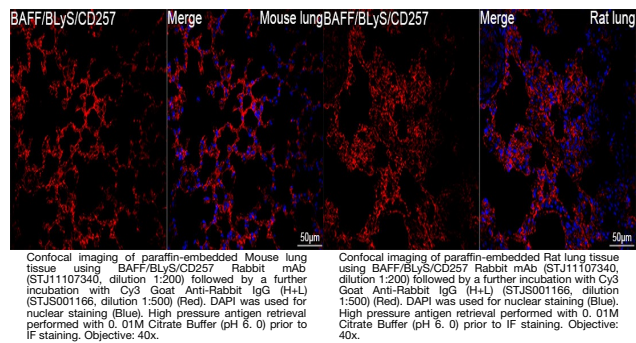 BAFF/BLyS/CD257
Merge
Mouse lung
BAFF/BLyS/CD257
Merge
Rat lung
50μm
50μm
Confocal imaging of paraffin-embedded Mouse lung
tissue using BAFF/BLyS/CD257 Rabbit mAb
(STJ11107340, dilution 1:200) followed by a further
incubation with Cy3 Goat Anti-Rabbit IgG (H+L)
(STJS001166, dilution 1:500) (Red). DAPI was used for
nuclear staining (Blue). High pressure antigen retrieval
performed with 0. 01M Citrate Buffer (pH 6. 0) prior to
IF staining. Objective: 40x.
Confocal imaging of paraffin-embedded Rat lung tissue
using BAFF/BLyS/CD257 Rabbit mAb (STJ11107340,
dilution 1:200) followed by a further incubation with Cy3
Goat Anti-Rabbit IgG (H+L) (STJS001166, dilution
1:500) (Red). DAPI was used for nuclear staining (Blue).
High pressure antigen retrieval performed with 0. 01M
Citrate Buffer (pH 6. 0) prior to IF staining. Objective:
40x.